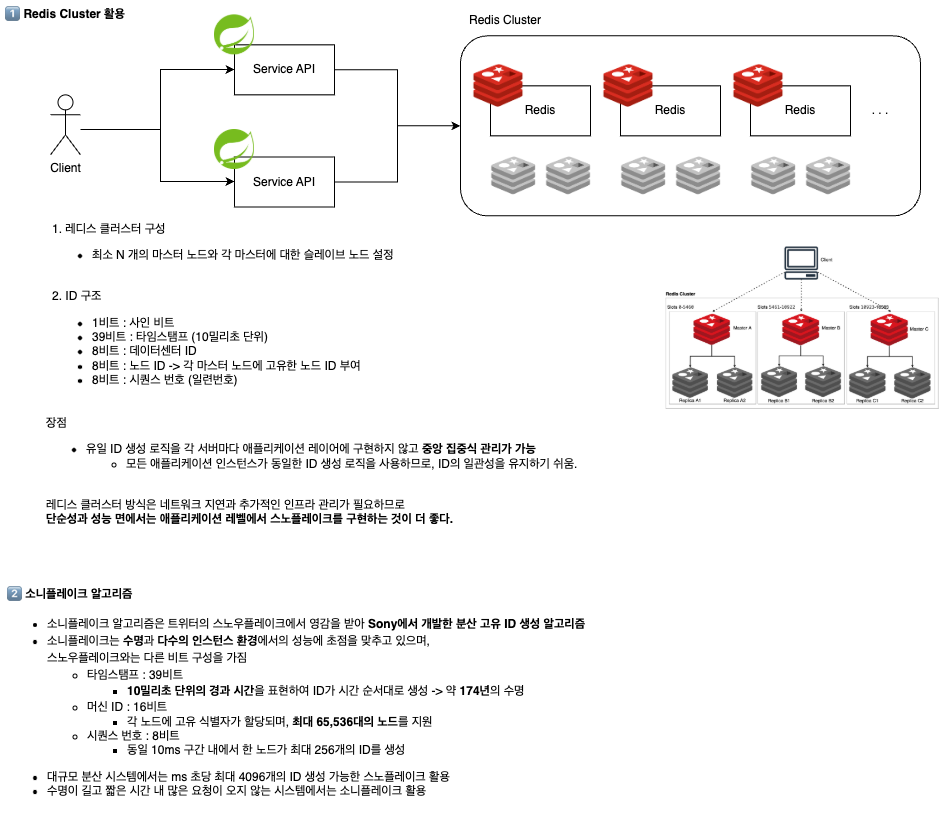 1 Redis Cluster 활용
Redis Cluster
Service API
Redis
Redis
Redis
...
Client
Service API
1. 레디스 클러스터 구성
• 최소 N 개의 마스터 노드와 각 마스터에 대한 슬레이브 노드 설정
2. ID 구조
• 1비트 : 사인 비트
• 39비트 : 타임스탬프 (10밀리초 단위)
• 8비트 : 데이터센터 ID
• 8비트 : 노드 ID -> 각 마스터 노드에 고유한 노드 ID 부여
• 8비트 : 시퀀스 번호 (일련번호)
Client
Redis Cluster
Slots 0-5460
Slots 5461-10922
Slots 10923-16383
Master A
Master B
Master C
Replica A1
Replica A2
Replica B1
Replica B2
Replica C1
Replica C2
장점
• 유일 ID 생성 로직을 각 서버마다 애플리케이션 레이어에 구현하지 않고 중앙 집중식 관리가 가능
◦ 모든 애플리케이션 인스턴스가 동일한 ID 생성 로직을 사용하므로, ID의 일관성을 유지하기 쉬움.
레디스 클러스터 방식은 네트워크 지연과 추가적인 인프라 관리가 필요하므로
단순성과 성능 면에서는 애플리케이션 레벨에서 스노플레이크를 구현하는 것이 더 좋다.
2 소니플레이크 알고리즘
• 소니플레이크 알고리즘은 트위터의 스노우플레이크에서 영감을 받아 Sony에서 개발한 분산 고유 ID 생성 알고리즘
• 소니플레이크는 수명과 다수의 인스턴스 환경에서의 성능에 초점을 맞추고 있으며,
스노우플레이크와는 다른 비트 구성을 가짐
◦ 타임스탬프 : 39비트
▪ 10밀리초 단위의 경과 시간을 표현하여 ID가 시간 순서대로 생성 -> 약 174년의 수명
◦ 머신 ID : 16비트
▪ 각 노드에 고유 식별자가 할당되며, 최대 65,536대의 노드를 지원
◦ 시퀀스 번호 : 8비트
▪ 동일 10ms 구간 내에서 한 노드가 최대 256개의 ID를 생성
• 대규모 분산 시스템에서는 ms 초당 최대 4096개의 ID 생성 가능한 스노플레이크 활용
• 수명이 길고 짧은 시간 내 많은 요청이 오지 않는 시스템에서는 소니플레이크 활용